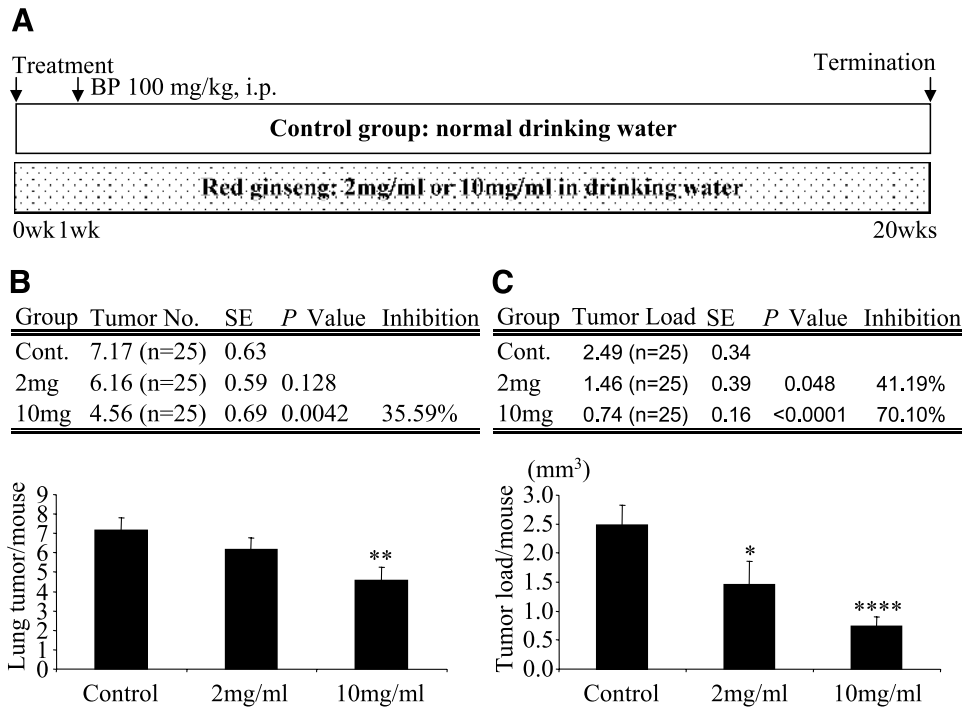 A
Treatment
Termination
BP 100 mg/kg, i.p.
Control group: normal drinking water
Red ginseng: 2mg/ml or 10mg/ml in drinking water
0wk 1wk 20wks
B
Group Tumor No. SE P Value Inhibition
Cont. 7.17 (n=25) 0.63
2mg 6.16 (n=25) 0.59 0.128
10mg 4.56 (n=25) 0.69 0.0042 35.59%
Lung tumor/mouse
9
8
7
6
5
4
3
2
1
0
**
Control 2mg/ml 10mg/ml
C
Group Tumor Load SE P Value Inhibition
Cont. 2.49 (n=25) 0.34
2mg 1.46 (n=25) 0.39 0.048 41.19%
10mg 0.74 (n=25) 0.16 <0.0001 70.10%
(mm³)
Tumor load/mouse
3.0
2.5
2.0
1.5
1.0
0.5
0
*
****
Control 2mg/ml 10mg/ml